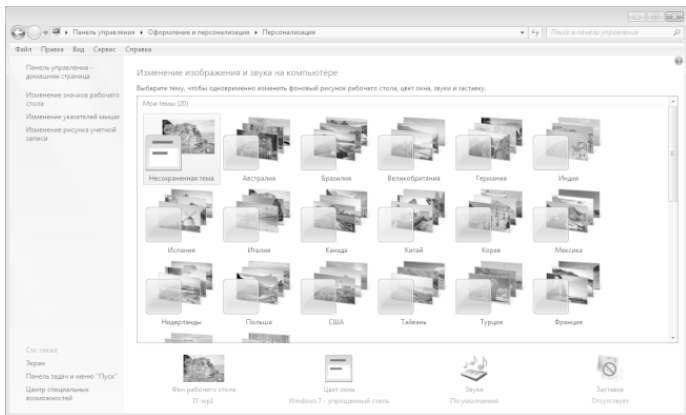 Панель управления ▸ Оформление и персонализация ▸ Персонализация
Поиск в панели управления
Файл Правка Вид Сервис Справка
Панель управления -
домашняя страница
Изменение значков рабочего
стола
Изменение указателей мыши
Изменение рисунка учетной
записи
Изменение изображения и звука на компьютере
Выберите тему, чтобы одновременно изменить фоновый рисунок рабочего стола, цвет окна, звуки и заставку.
Мои темы (20)
Несохраненная тема Австралия Бразилия Великобритания Германия Индия
Испания Италия Канада Китай Корея Мексика
Нидерланды Польша США Тайвань Турция Франция
См. также
Экран
Панель задач и меню "Пуск"
Центр специальных
возможностей
Фон рабочего стола
IT-wp1
Цвет окна
Windows 7 - упрощенный стиль
Звуки
По умолчанию
Заставка
Отсутствует